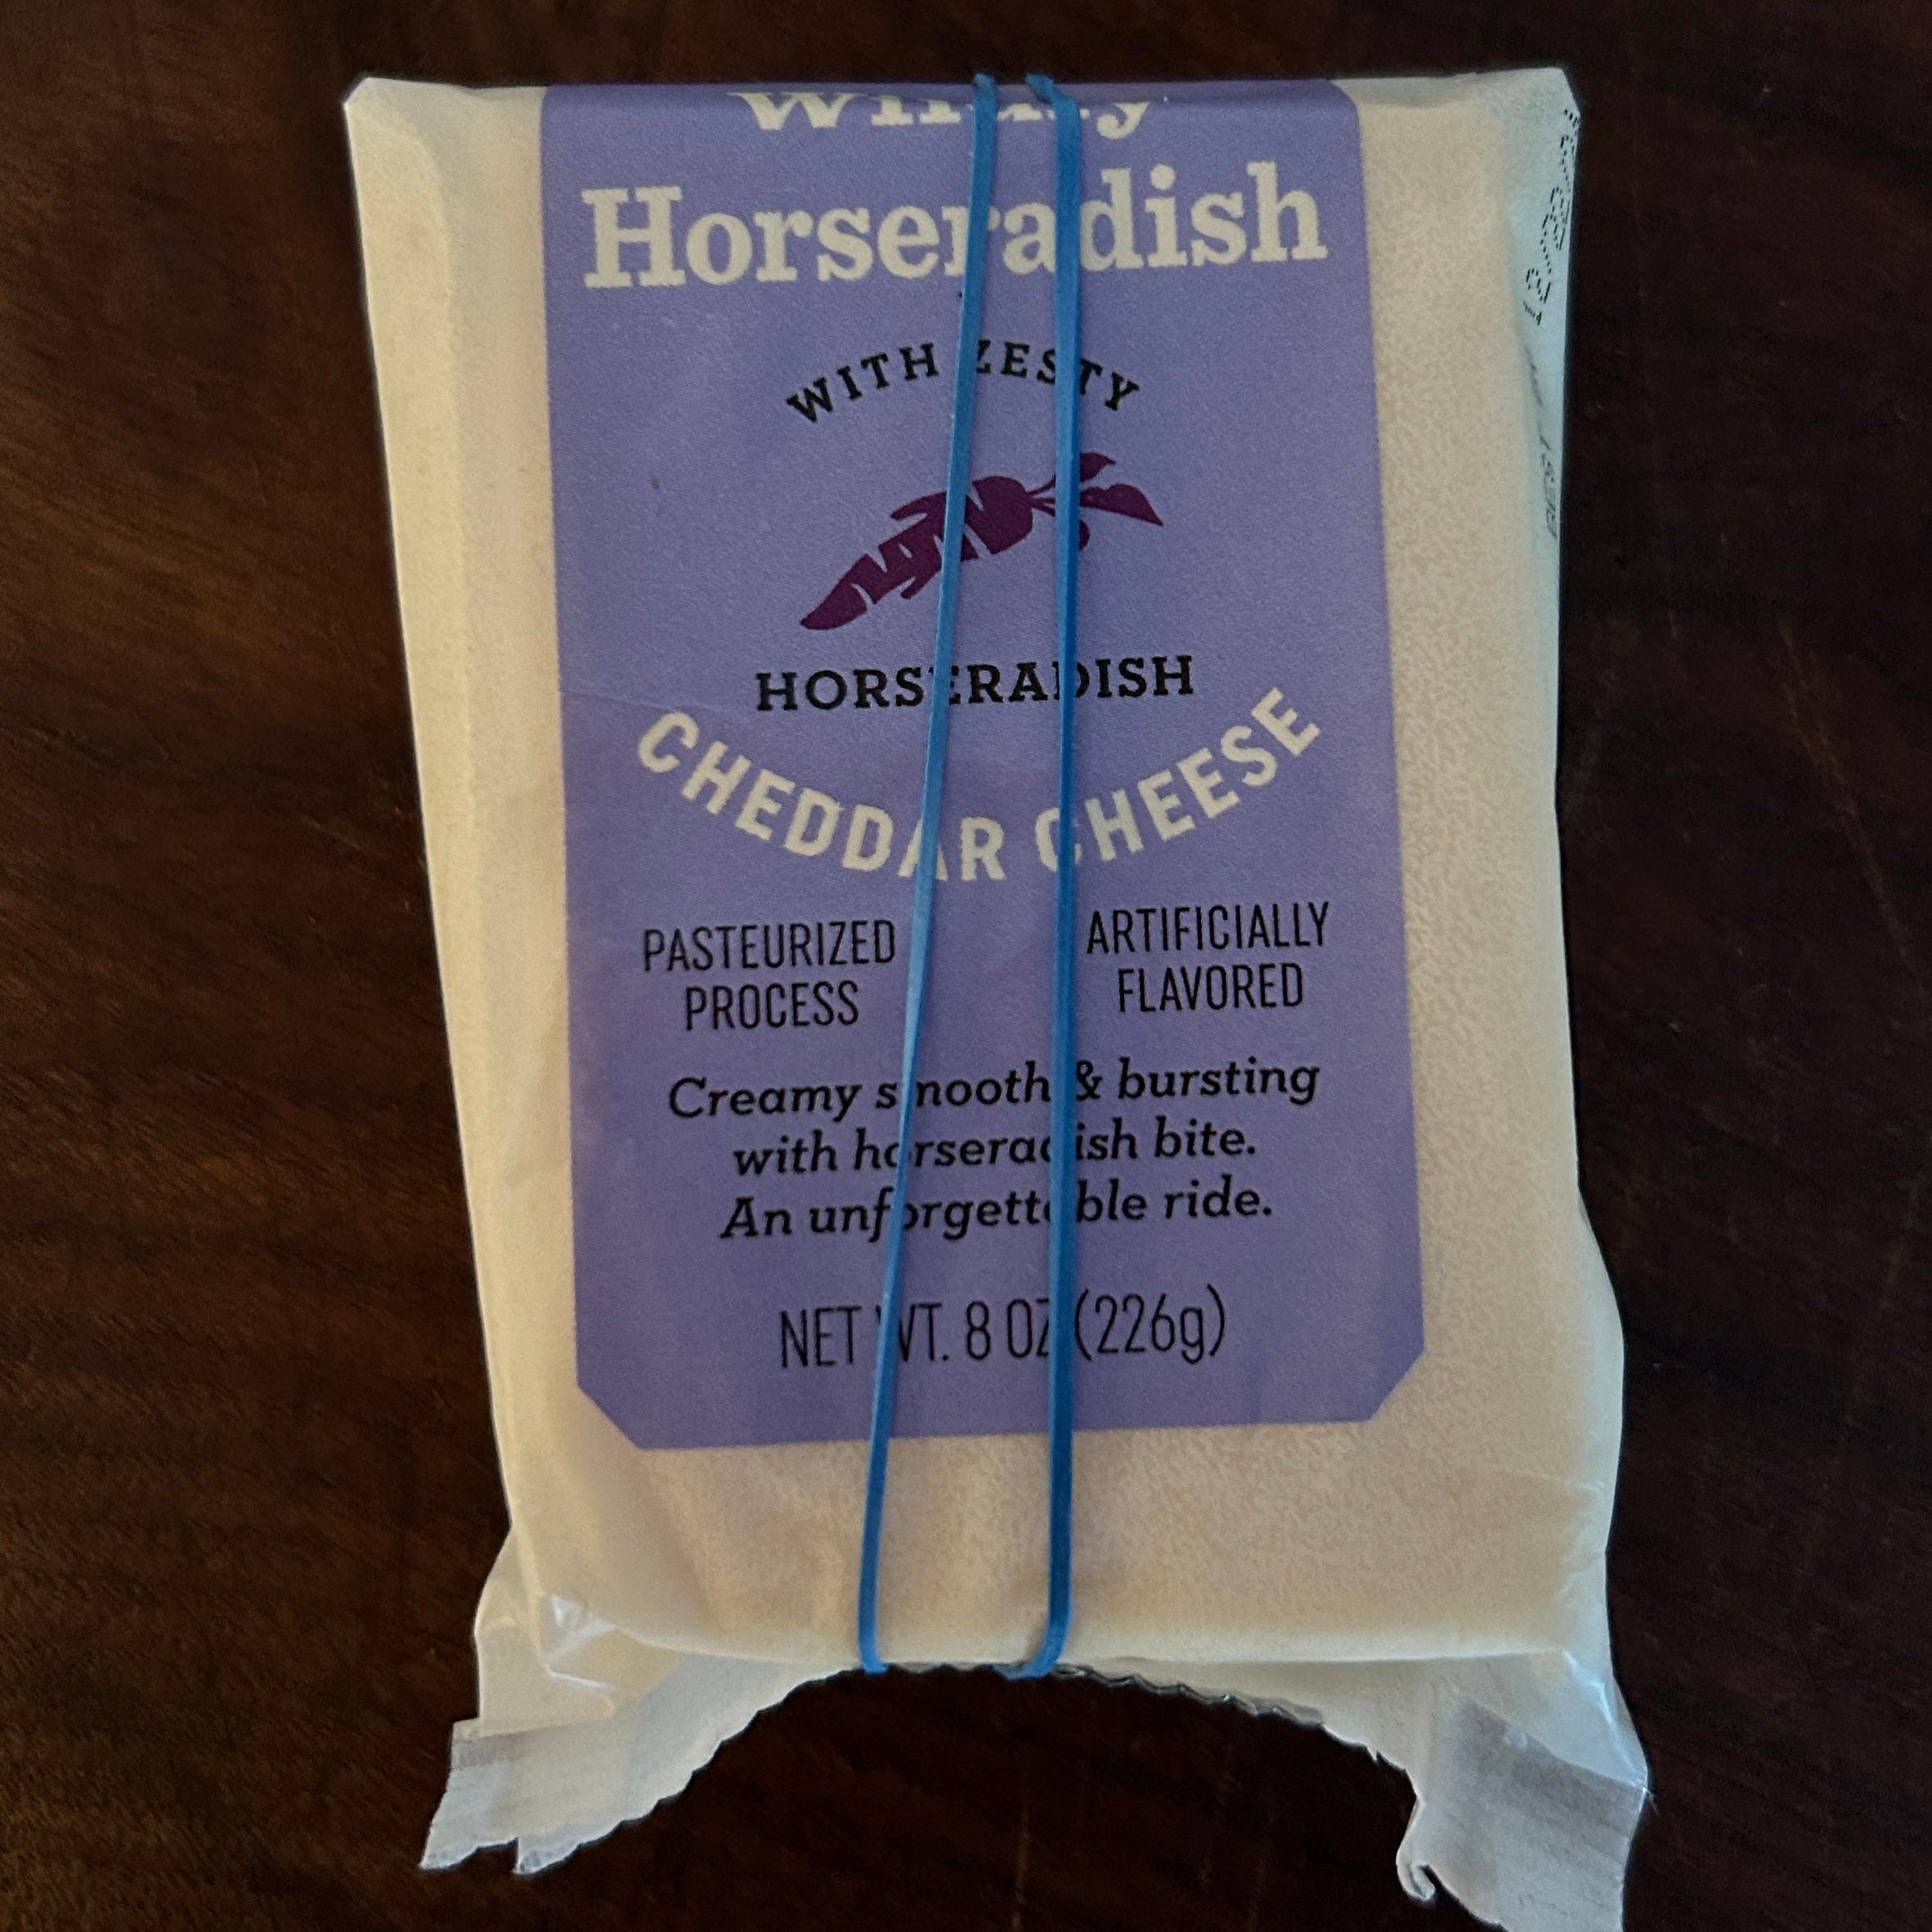 Horseradish
WITH ZESTY
HORSERADISH
CHEDDAR CHEESE
PASTEURIZED
PROCESS
ARTIFICIALLY
FLAVORED
Creamy smooth & bursting
with horseradish bite.
An unforgettable ride.
NET WT. 8 OZ (226g)